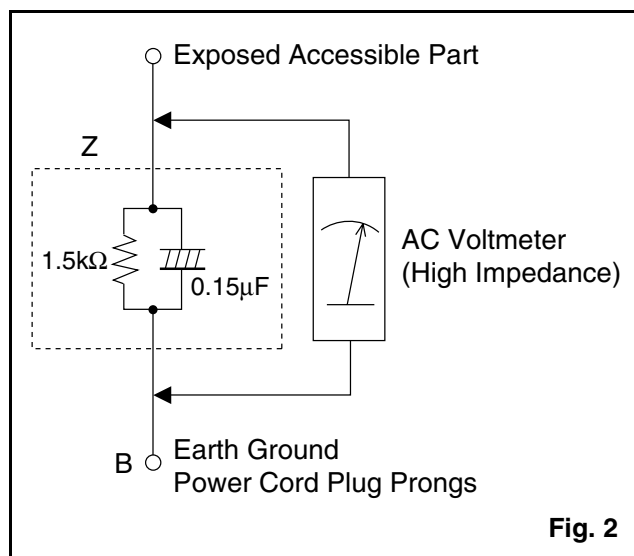 Exposed Accessible Part
Z
AC Voltmeter
(High Impedance)
1.5kΩ
0.15μF
B
Earth Ground
Power Cord Plug Prongs
Fig. 2